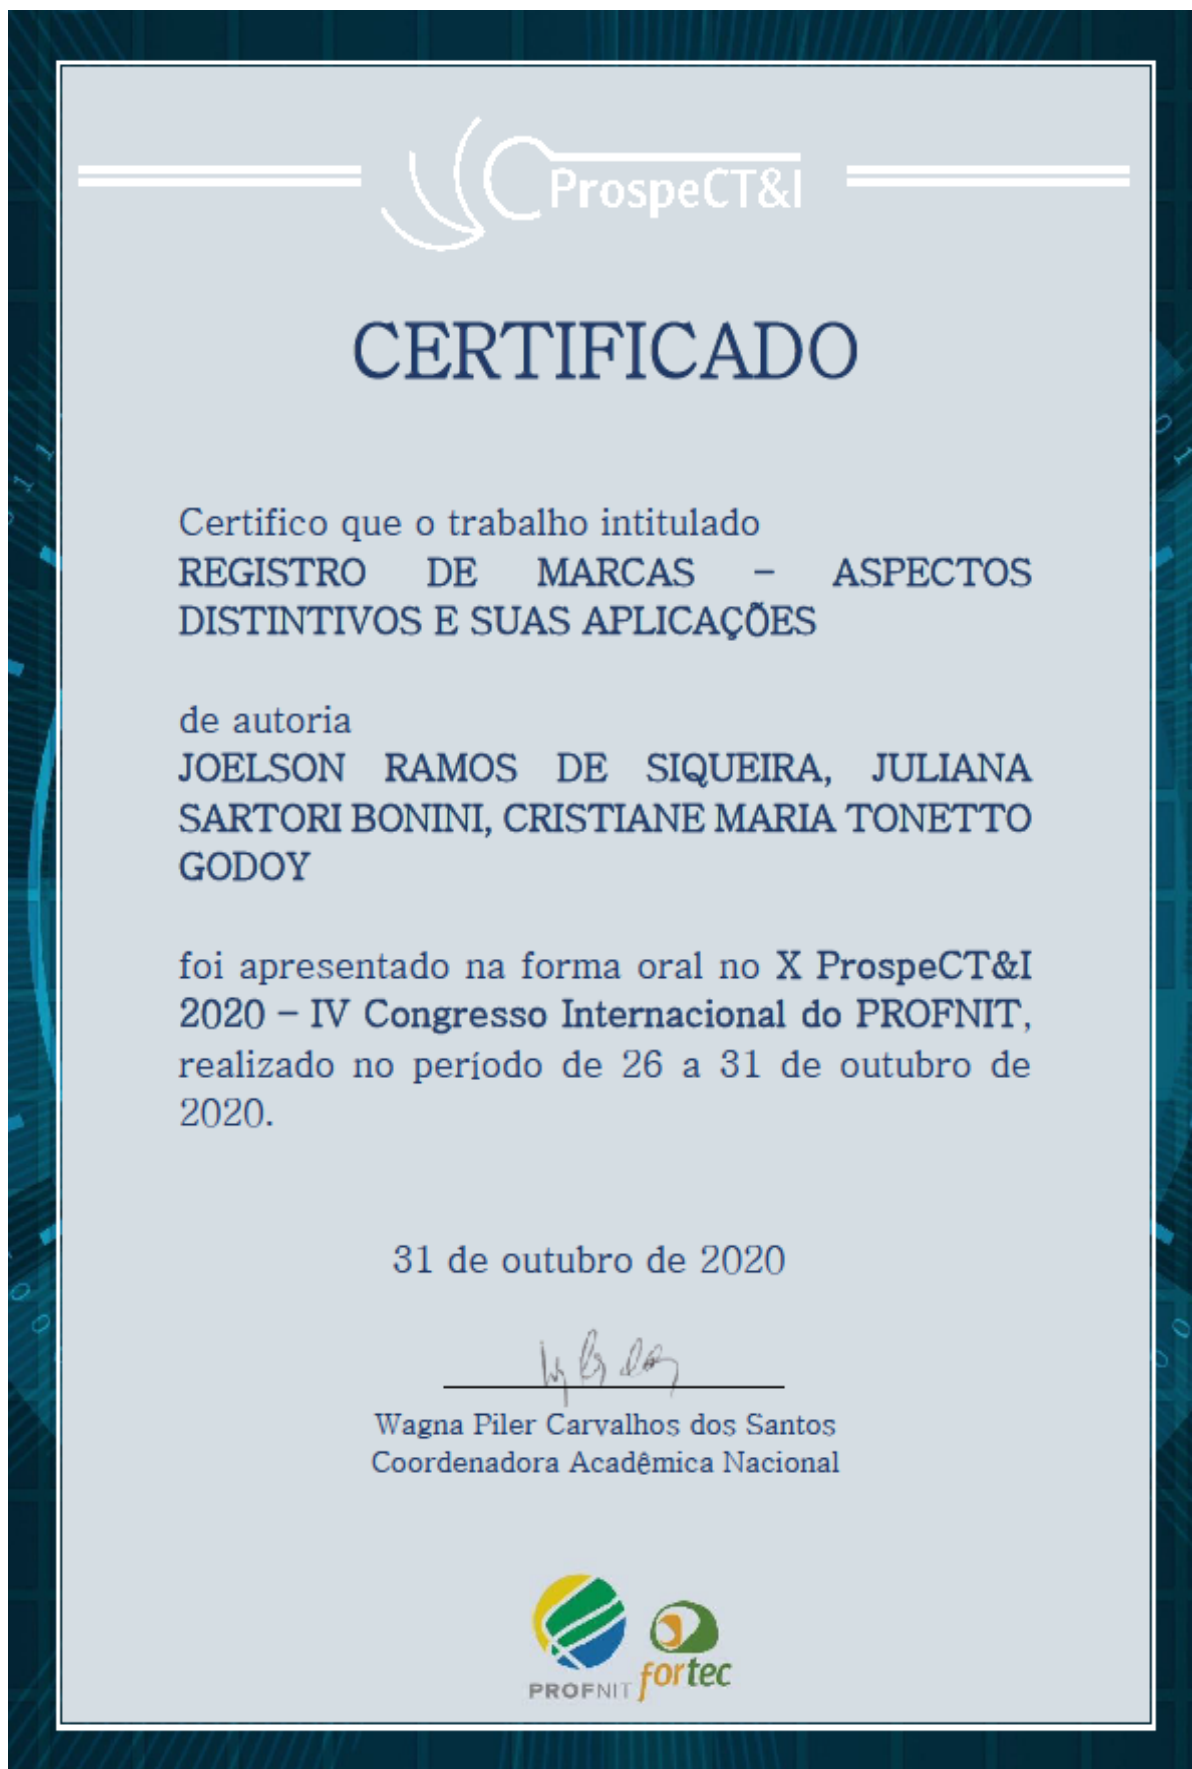 ProspeCT&I
CERTIFICADO
Certifico que o trabalho intitulado
REGISTRO DE MARCAS – ASPECTOS
DISTINTIVOS E SUAS APLICAÇÕES
de autoria
JOELSON RAMOS DE SIQUEIRA, JULIANA
SARTORI BONINI, CRISTIANE MARIA TONETTO
GODOY
foi apresentado na forma oral no X ProspeCT&I
2020 – IV Congresso Internacional do PROFNIT,
realizado no período de 26 a 31 de outubro de
2020.
31 de outubro de 2020
Wagna Piler Carvalhos dos Santos
Coordenadora Acadêmica Nacional
PROFNIT
fortec